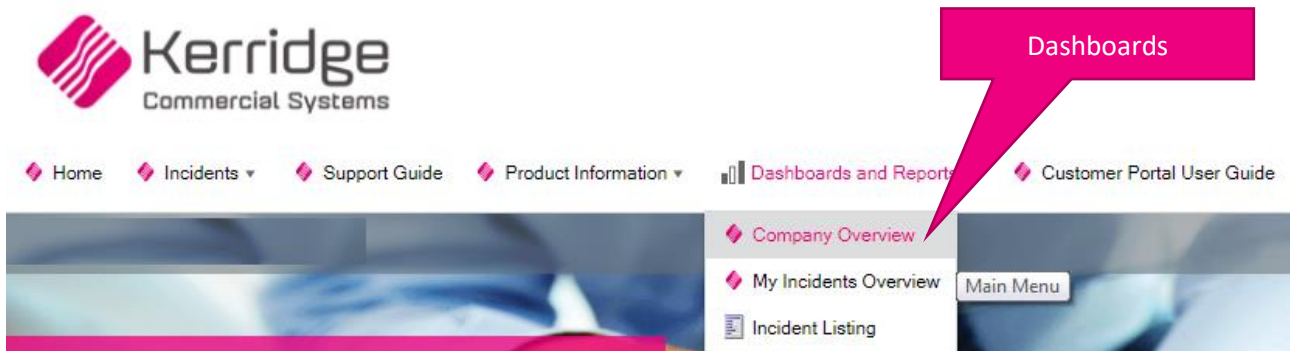 Kerridge
Commercial Systems
Dashboards
Home Incidents Support Guide Product Information Dashboards and Reports Customer Portal User Guide
Company Overview
My Incidents Overview
Main Menu
Incident Listing